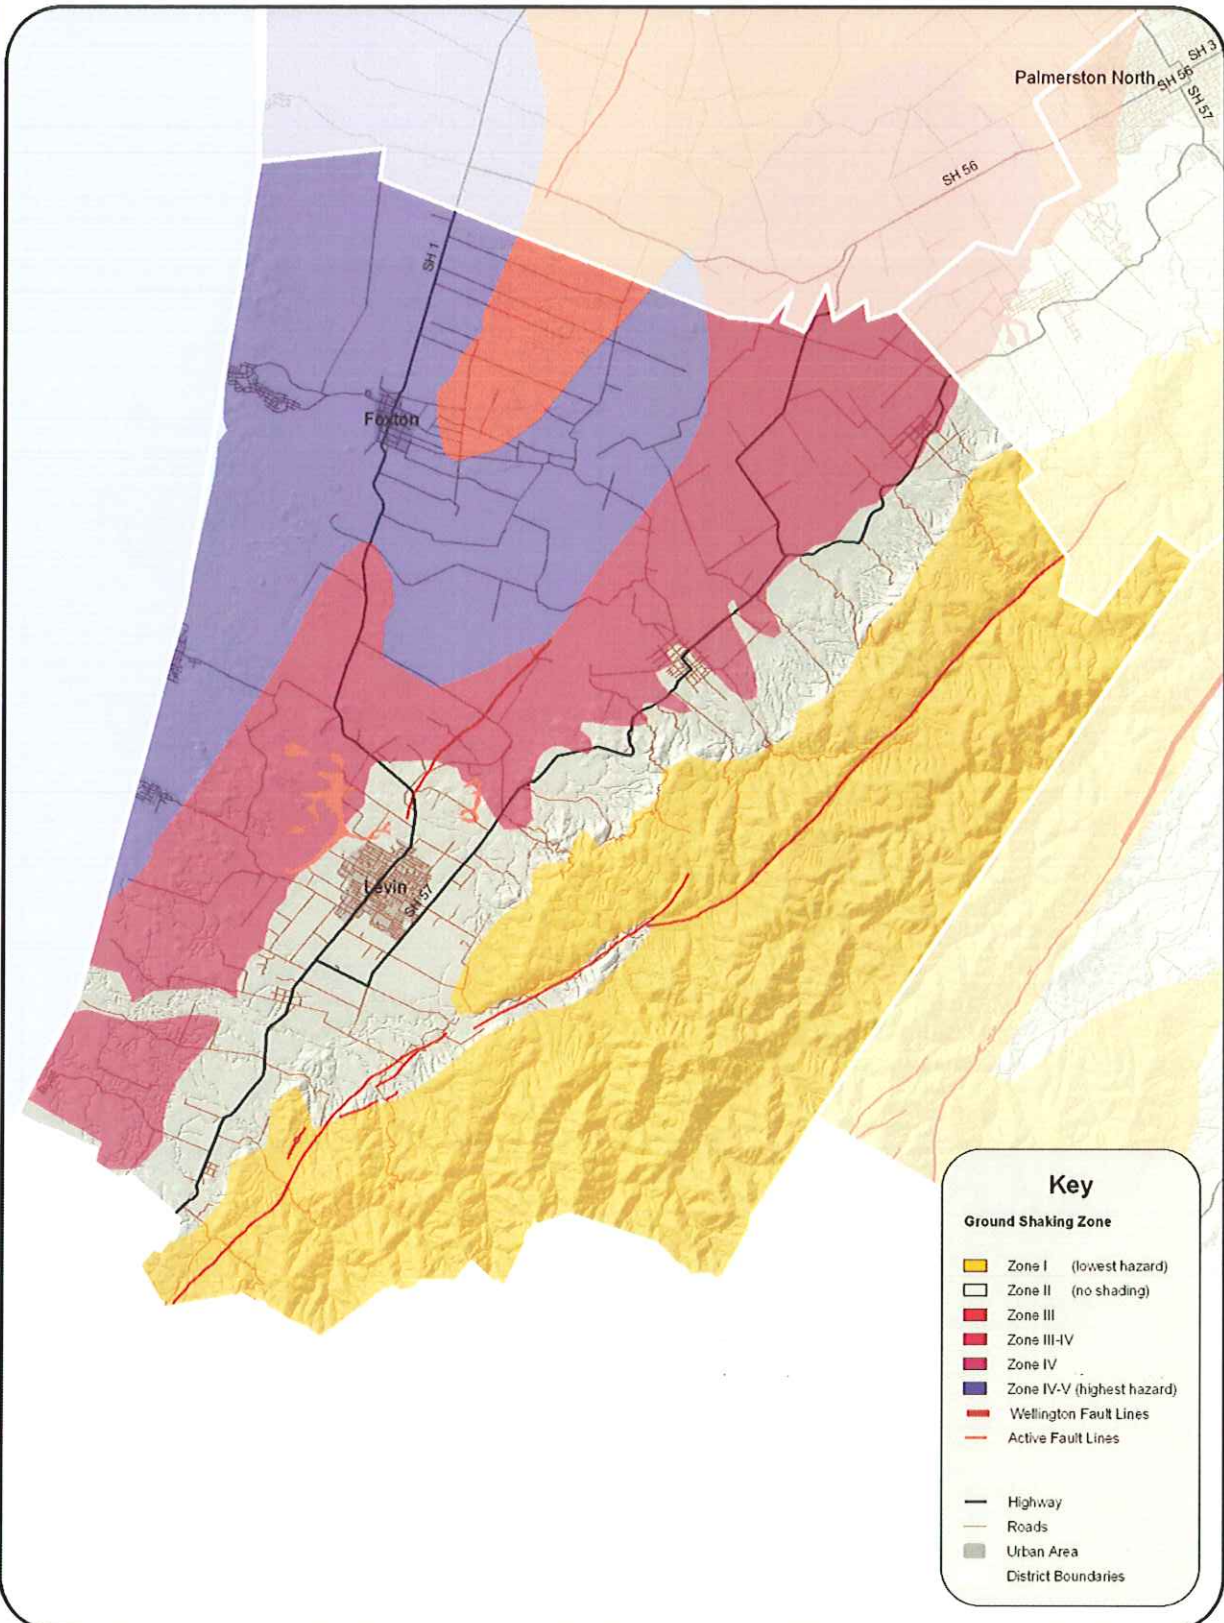 SH 3
Palmerston North
SH 56
SH 57
SH 56
SH 1
Foxton
Levin
SH 57
Key
Ground Shaking Zone
Zone I (lowest hazard)
Zone II (no shading)
Zone III
Zone III-IV
Zone IV
Zone IV-V (highest hazard)
Wellington Fault Lines
Active Fault Lines
Highway
Roads
Urban Area
District Boundaries